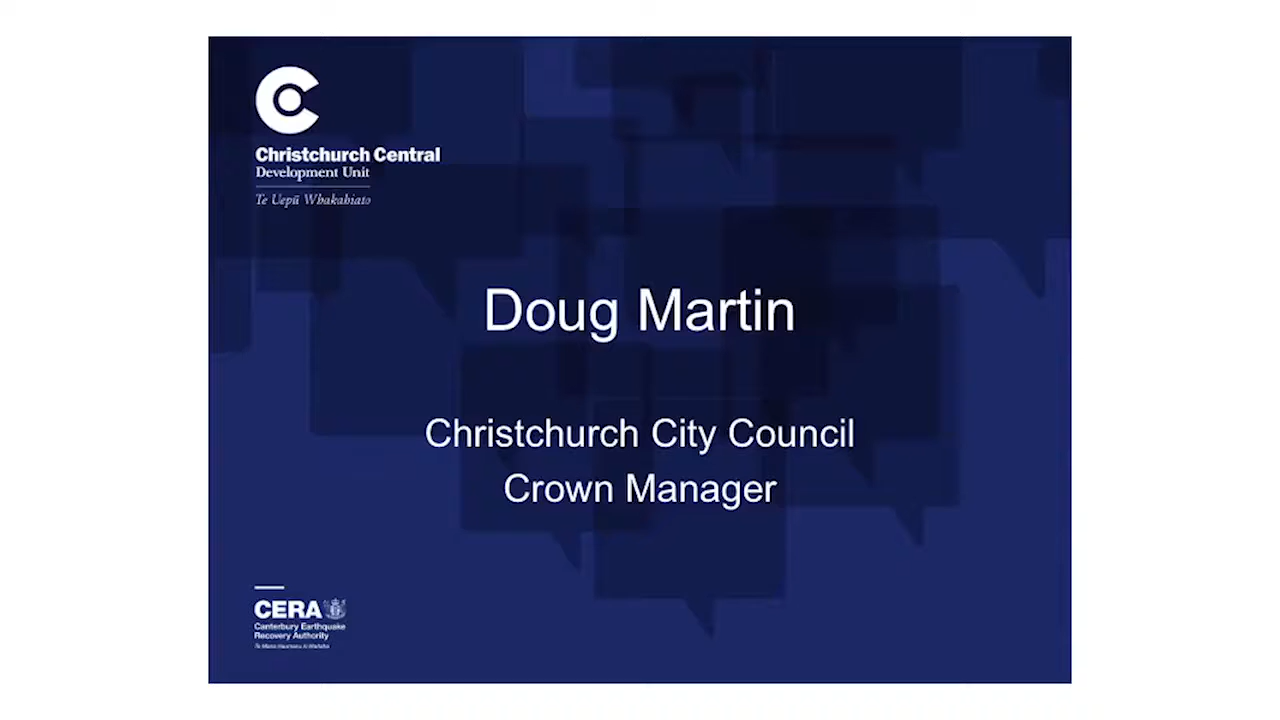 Christchurch Central
Development Unit
Te Uepū Whakahiato
Doug Martin
Christchurch City Council
Crown Manager
CERA
Canterbury Earthquake
Recovery Authority